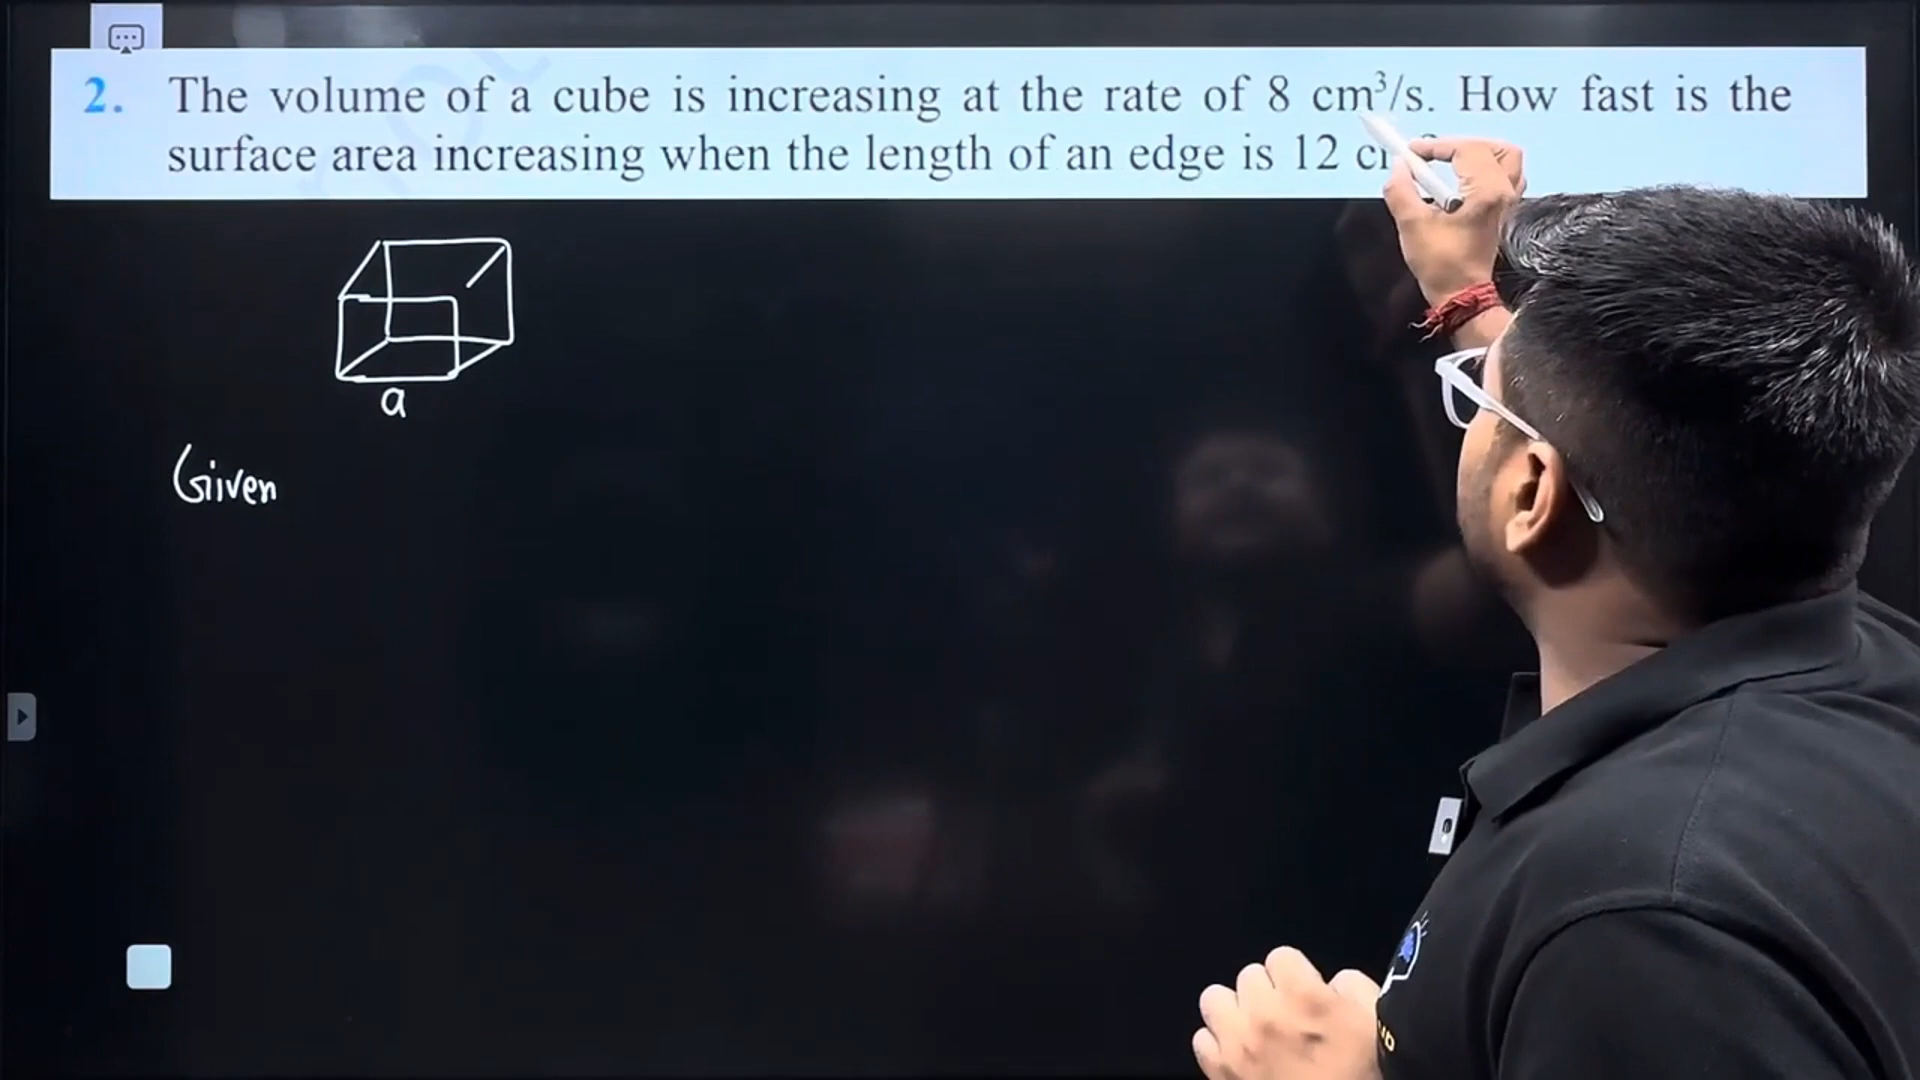 2. The volume of a cube is increasing at the rate of 8 cm³/s. How fast is the
surface area increasing when the length of an edge is 12
a
Given